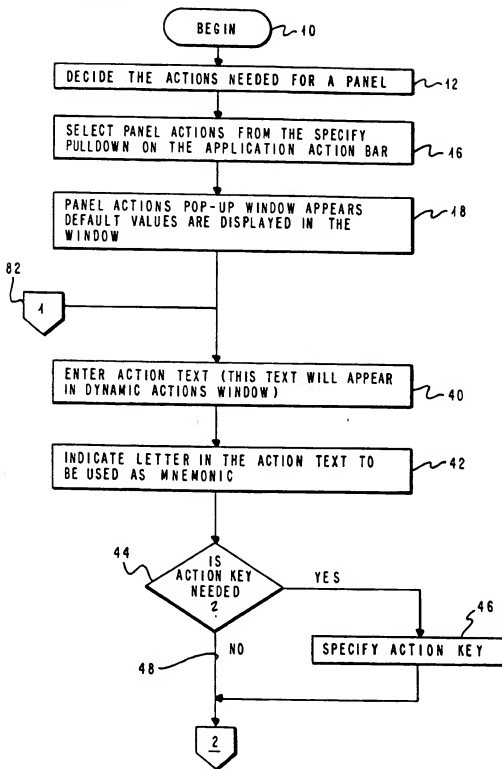 BEGIN
10
DECIDE THE ACTIONS NEEDED FOR A PANEL
12
SELECT PANEL ACTIONS FROM THE SPECIFY
PULLDOWN ON THE APPLICATION ACTION BAR
16
PANEL ACTIONS POP-UP WINDOW APPEARS
DEFAULT VALUES ARE DISPLAYED IN THE
WINDOW
18
82
1
ENTER ACTION TEXT (THIS TEXT WILL APPEAR
IN DYNAMIC ACTIONS WINDOW)
40
INDICATE LETTER IN THE ACTION TEXT TO
BE USED AS MNEMONIC
42
44
IS
ACTION KEY
NEEDED
?
YES
46
SPECIFY ACTION KEY
48
NO
2